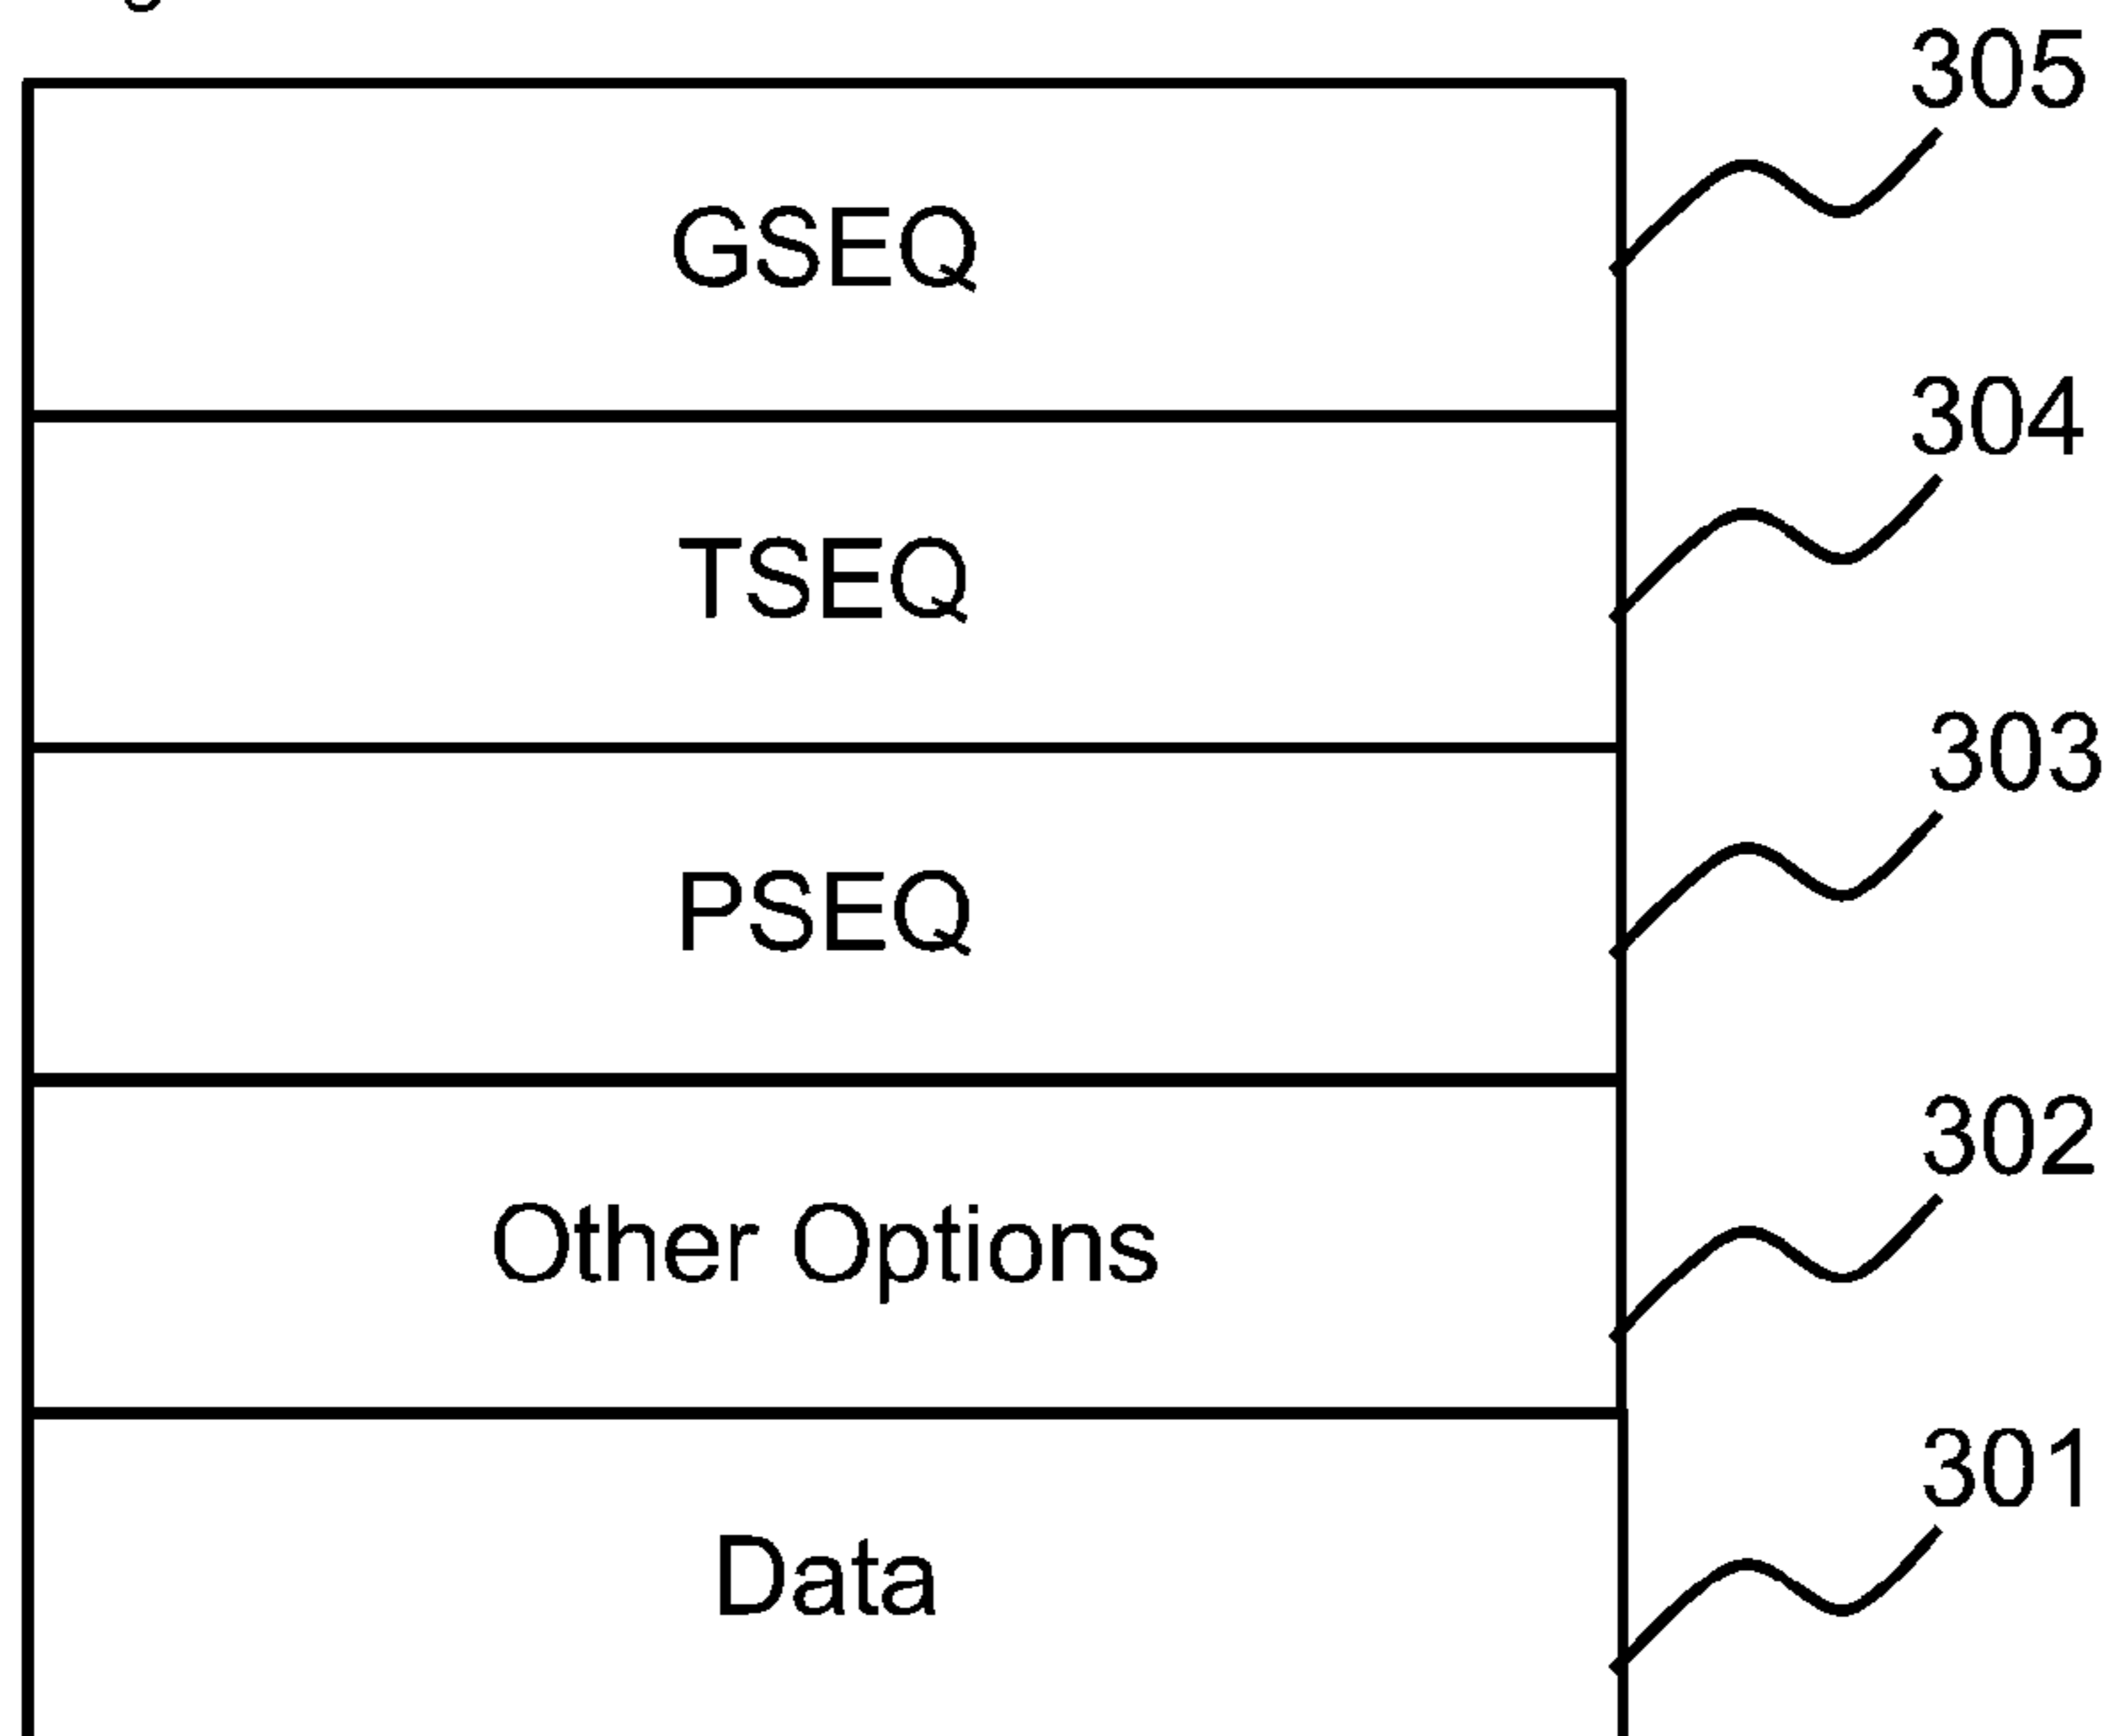 305
GSEQ
304
TSEQ
303
PSEQ
302
Other Options
301
Data